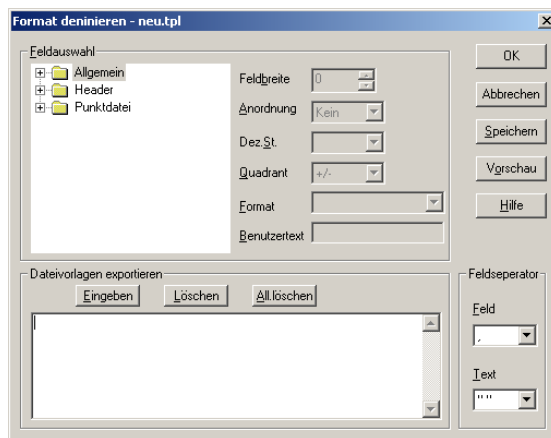 Format deninieren - neu.tpl
Feldauswahl
Allgemein
Header
Punktdatei
Feldbreite 0
Anordnung Kein
Dez.St.
Quadrant +/-
Format
Benutzertext
OK
Abbrechen
Speichern
Vorschau
Hilfe
Dateivorlagen exportieren
Eingeben Löschen All.löschen
Feldseperator
Feld
,
Text
" "